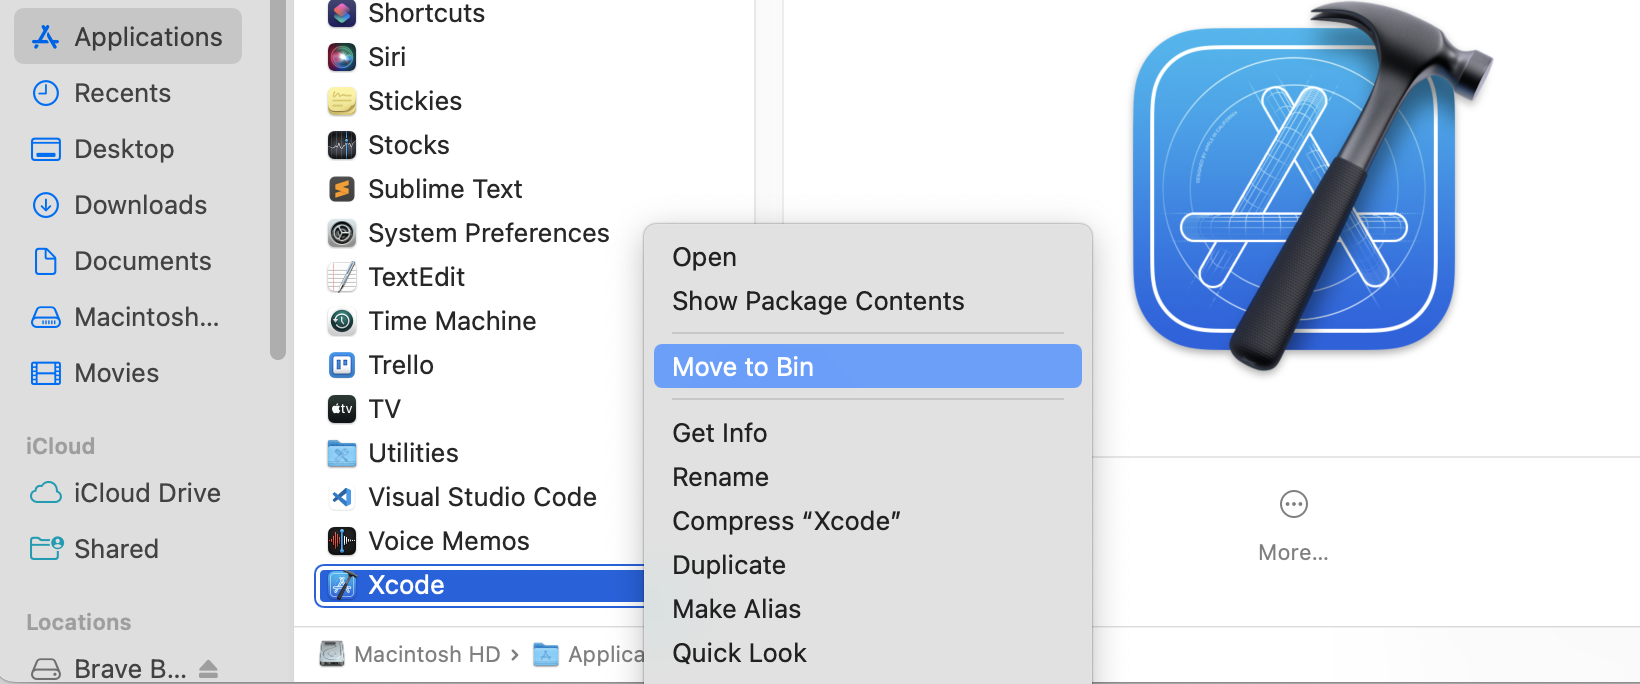 Applications
Recents
Desktop
Downloads
Documents
Macintosh...
Movies
iCloud
iCloud Drive
Shared
Locations
Brave B...
Shortcuts
Siri
Stickies
Stocks
Sublime Text
System Preferences
TextEdit
Time Machine
Trello
tv
TV
Utilities
Visual Studio Code
Voice Memos
Xcode
Macintosh HD › Applica
Open
Show Package Contents
Move to Bin
Get Info
Rename
Compress “Xcode”
Duplicate
Make Alias
Quick Look
More...